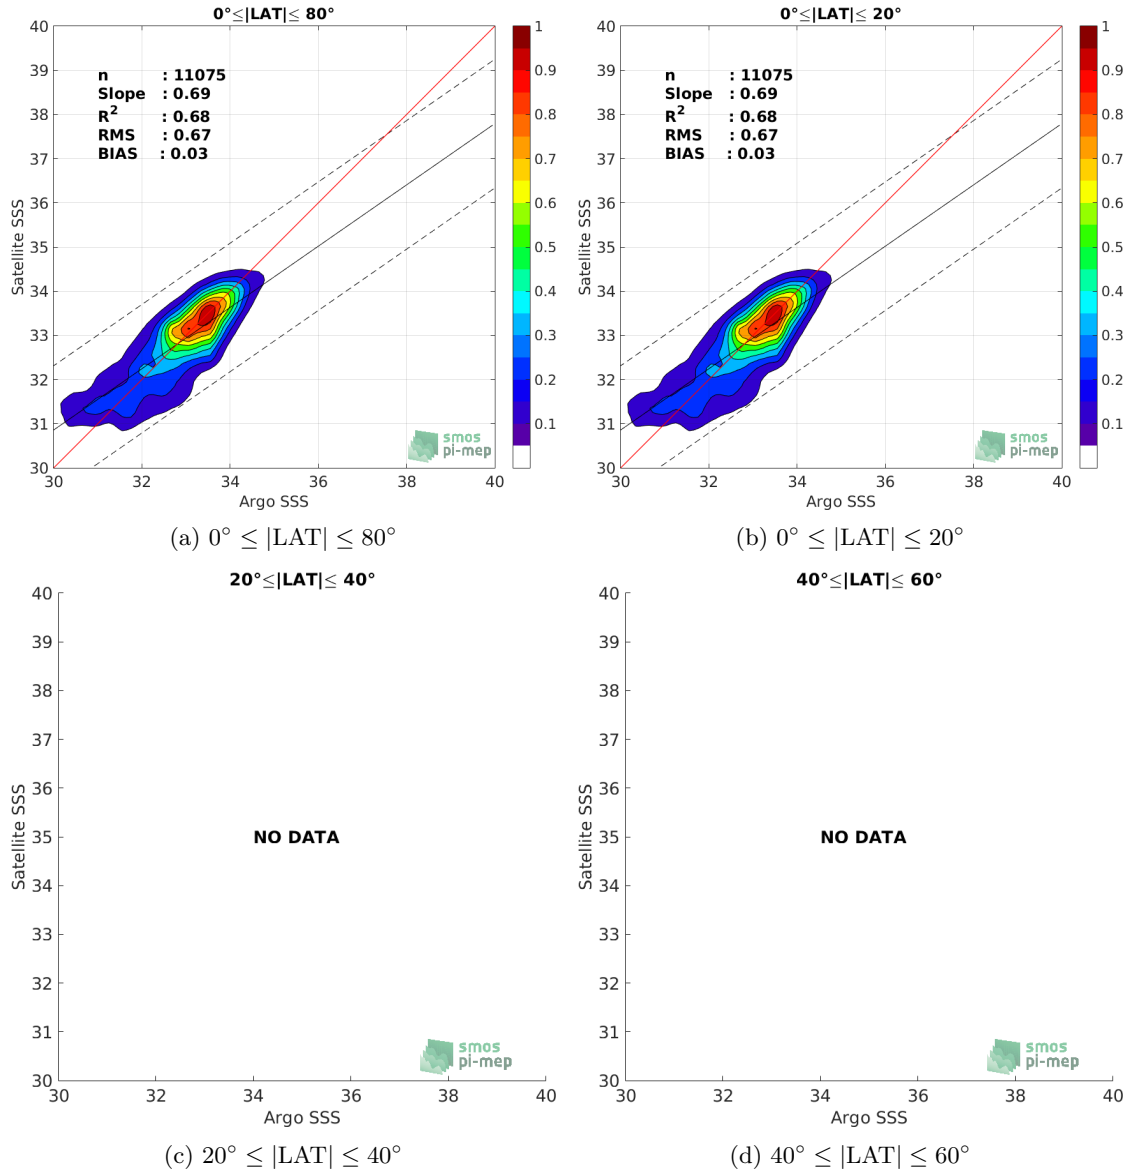 0°≤|LAT|≤ 80°
40
39
38
37
36
35
34
33
32
31
30
Satellite SSS
n : 11075
Slope : 0.69
R² : 0.68
RMS : 0.67
BIAS : 0.03
smos
pi-mep
30 32 34 36 38 40
Argo SSS
1
0.9
0.8
0.7
0.6
0.5
0.4
0.3
0.2
0.1
(a) 0° ≤ |LAT| ≤ 80°
0°≤|LAT|≤ 20°
40
39
38
37
36
35
34
33
32
31
30
Satellite SSS
n : 11075
Slope : 0.69
R² : 0.68
RMS : 0.67
BIAS : 0.03
smos
pi-mep
30 32 34 36 38 40
Argo SSS
1
0.9
0.8
0.7
0.6
0.5
0.4
0.3
0.2
0.1
(b) 0° ≤ |LAT| ≤ 20°
20°≤|LAT|≤ 40°
40
39
38
37
36
35
34
33
32
31
30
Satellite SSS
NO DATA
smos
pi-mep
30 32 34 36 38 40
Argo SSS
(c) 20° ≤ |LAT| ≤ 40°
40°≤|LAT|≤ 60°
40
39
38
37
36
35
34
33
32
31
30
Satellite SSS
NO DATA
smos
pi-mep
30 32 34 36 38 40
Argo SSS
(d) 40° ≤ |LAT| ≤ 60°